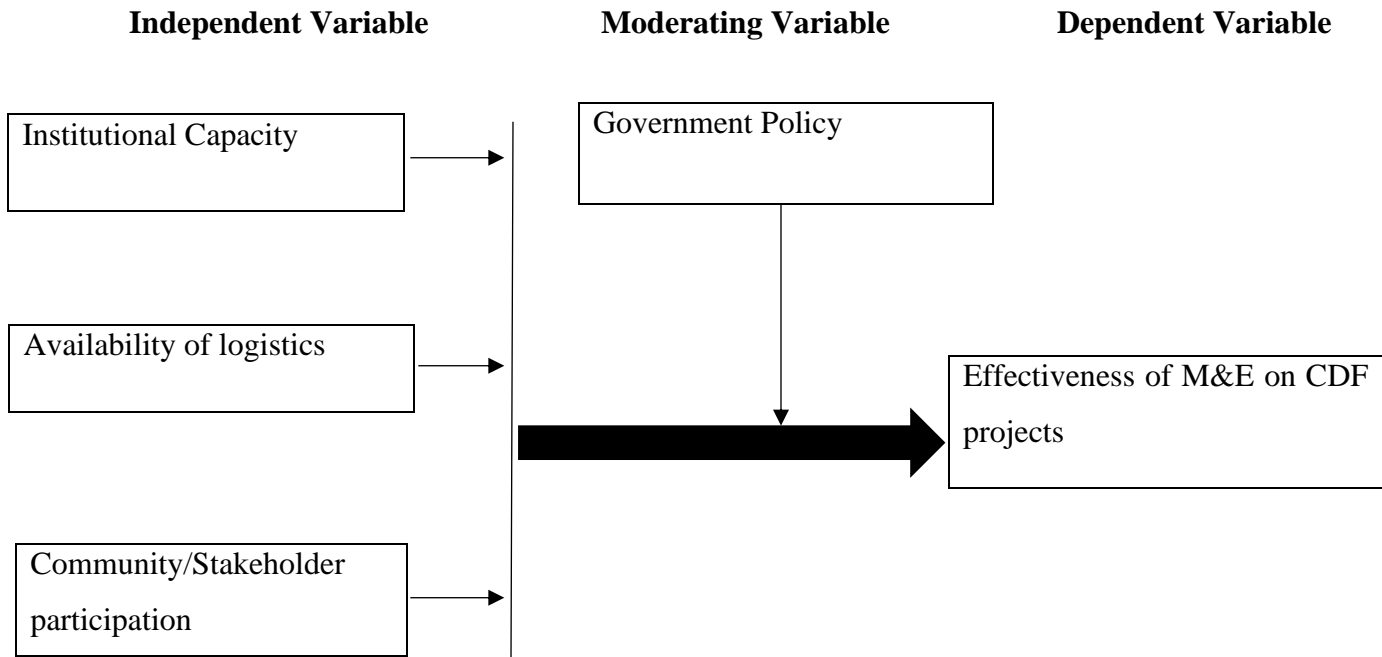 Independent Variable
Moderating Variable
Dependent Variable
Institutional Capacity
Government Policy
Availability of logistics
Effectiveness of M&E on CDF
projects
Community/Stakeholder
participation